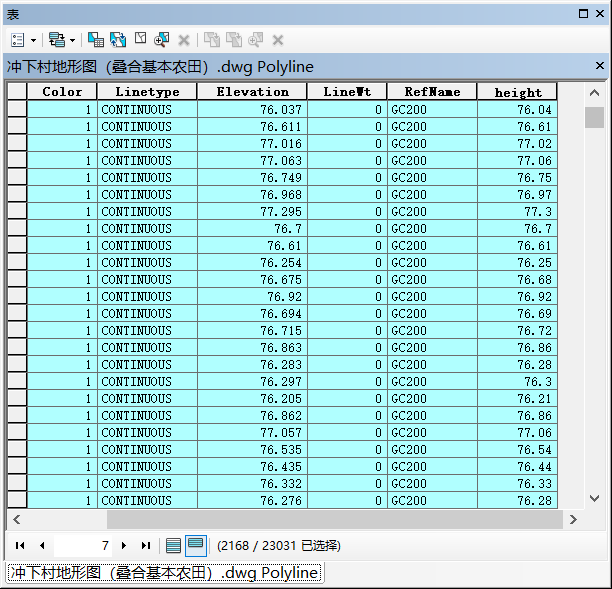 表
冲下村地形图（叠合基本农田）.dwg Polyline
Color Linetype Elevation LineWt RefName height
1 CONTINUOUS 76.037 0 GC200 76.04
1 CONTINUOUS 76.611 0 GC200 76.61
1 CONTINUOUS 77.016 0 GC200 77.02
1 CONTINUOUS 77.063 0 GC200 77.06
1 CONTINUOUS 76.749 0 GC200 76.75
1 CONTINUOUS 76.968 0 GC200 76.97
1 CONTINUOUS 77.295 0 GC200 77.3
1 CONTINUOUS 76.7 0 GC200 76.7
1 CONTINUOUS 76.61 0 GC200 76.61
1 CONTINUOUS 76.254 0 GC200 76.25
1 CONTINUOUS 76.675 0 GC200 76.68
1 CONTINUOUS 76.92 0 GC200 76.92
1 CONTINUOUS 76.694 0 GC200 76.69
1 CONTINUOUS 76.715 0 GC200 76.72
1 CONTINUOUS 76.863 0 GC200 76.86
1 CONTINUOUS 76.283 0 GC200 76.28
1 CONTINUOUS 76.297 0 GC200 76.3
1 CONTINUOUS 76.205 0 GC200 76.21
1 CONTINUOUS 76.862 0 GC200 76.86
1 CONTINUOUS 77.057 0 GC200 77.06
1 CONTINUOUS 76.535 0 GC200 76.54
1 CONTINUOUS 76.435 0 GC200 76.44
1 CONTINUOUS 76.332 0 GC200 76.33
1 CONTINUOUS 76.276 0 GC200 76.28
7 (2168 / 23031 已选择)
冲下村地形图（叠合基本农田）.dwg Polyline